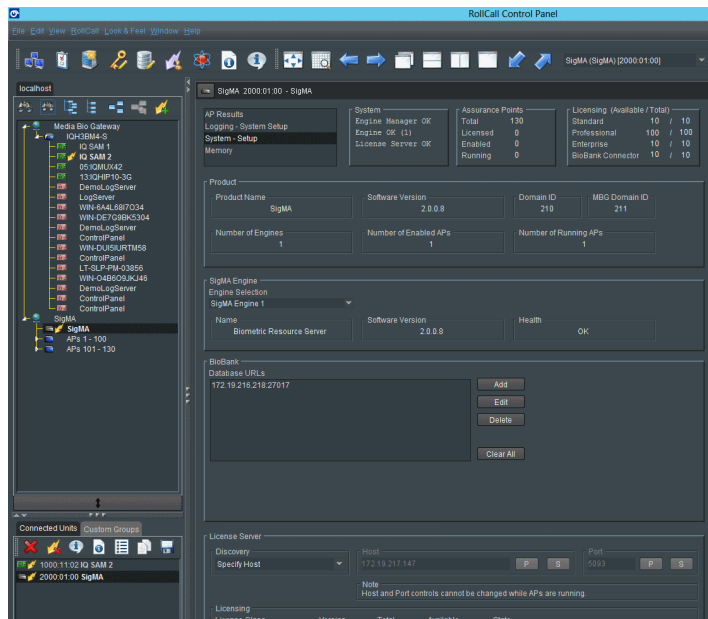 RollCall Control Panel
File Edit View RollCall Look & Feel Window Help
SigMA (SigMA) [2000:01:00]
localhost
Media Bio Gateway
IQH3BM4-S
IQ SAM 1
IQ SAM 2
05:IQMUX42
13:IQHIP10-3G
DemoLogServer
LogServer
WIN-6A4L68I7O34
WIN-DE7G9BK5304
DemoLogServer
ControlPanel
WIN-DUI5IURTM58
ControlPanel
LT-SLP-PM-03856
WIN-O4B6O9JKJ46
DemoLogServer
ControlPanel
ControlPanel
SigMA
SigMA
APs 1 - 100
APs 101 - 130
Connected Units Custom Groups
1000:11:02 IQ SAM 2
2000:01:00 SigMA
SigMA 2000:01:00 - SigMA
AP Results
Logging - System Setup
System - Setup
Memory
System
Engine Manager OK
Engine OK (1)
License Server OK
Assurance Points
Total 130
Licensed 0
Enabled 0
Running 0
Licensing (Available / Total)
Standard 10 / 10
Professional 100 / 100
Enterprise 10 / 10
BioBank Connector 10 / 10
Product
Product Name Software Version Domain ID MBG Domain ID
SigMA 2.0.0.8 210 211
Number of Engines Number of Enabled APs Number of Running APs
1 1 1
SigMA Engine
Engine Selection
SigMA Engine 1
Name Software Version Health
Biometric Resource Server 2.0.0.8 OK
BioBank
Database URLs
172.19.216.218:27017
Add
Edit
Delete
Clear All
License Server
Discovery Host Port
Specify Host 172.19.217.147 P S 5093 P S
Note
Host and Port controls cannot be changed while APs are running.
Licensing
License Class Version Total Available State